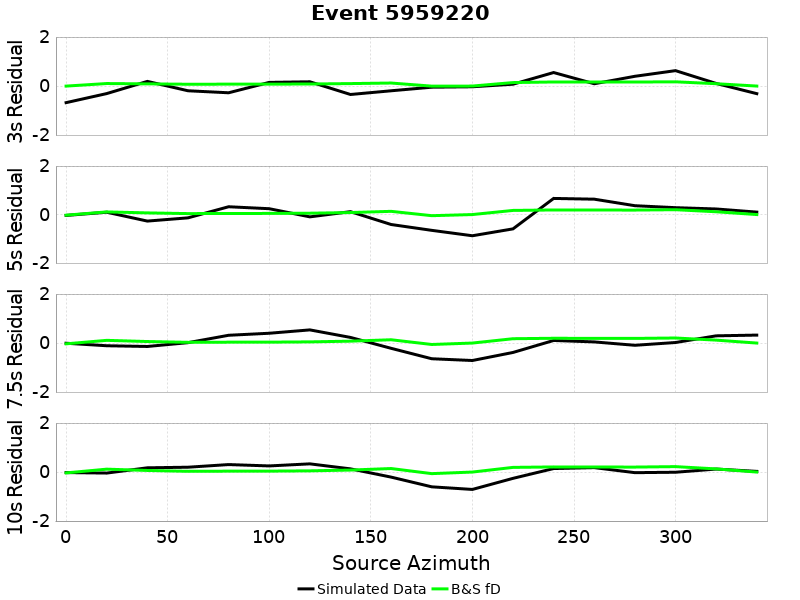 Event 5959220
3s Residual
2
0
-2
5s Residual
2
0
-2
7.5s Residual
2
0
-2
10s Residual
2
0
-2
0 50 100 150 200 250 300
Source Azimuth
Simulated Data B&S fD